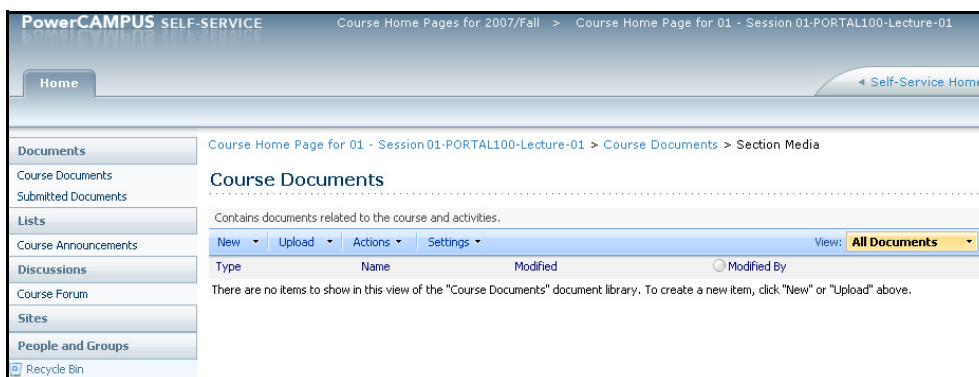 PowerCAMPUS SELF-SERVICE
Course Home Pages for 2007/Fall > Course Home Page for 01 - Session 01-PORTAL100-Lecture-01
Home
Self-Service Home
Documents
Course Documents
Submitted Documents
Lists
Course Announcements
Discussions
Course Forum
Sites
People and Groups
Recycle Bin
Course Home Page for 01 - Session 01-PORTAL100-Lecture-01 > Course Documents > Section Media
Course Documents
Contains documents related to the course and activities.
New Upload Actions Settings View: All Documents
Type Name Modified Modified By
There are no items to show in this view of the "Course Documents" document library. To create a new item, click "New" or "Upload" above.